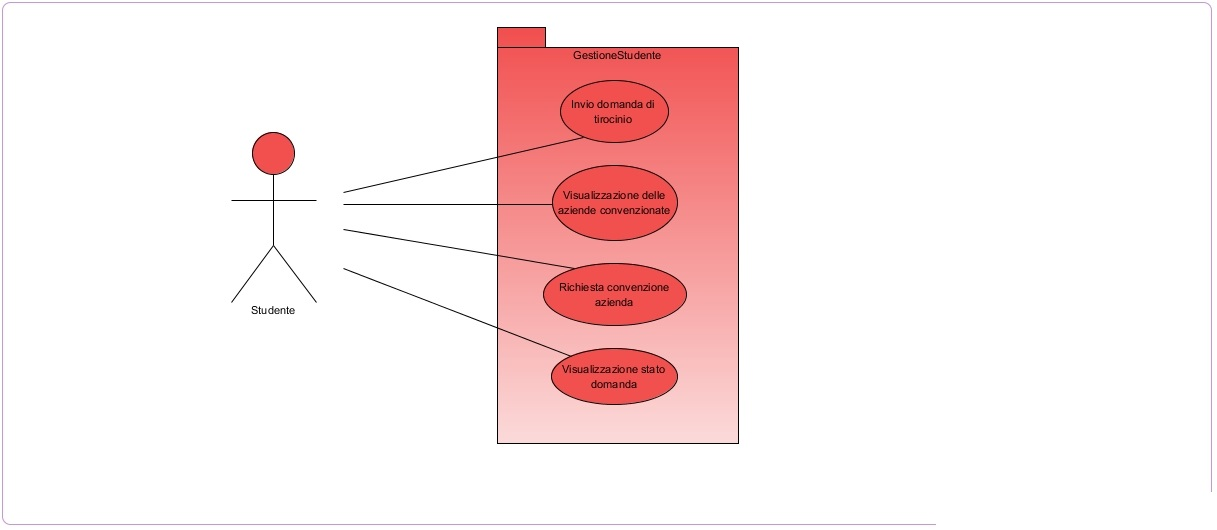 GestioneStudente
Invio domanda di
tirocinio
Visualizzazione delle
aziende convenzionate
Richiesta convenzione
azienda
Visualizzazione stato
domanda
Studente